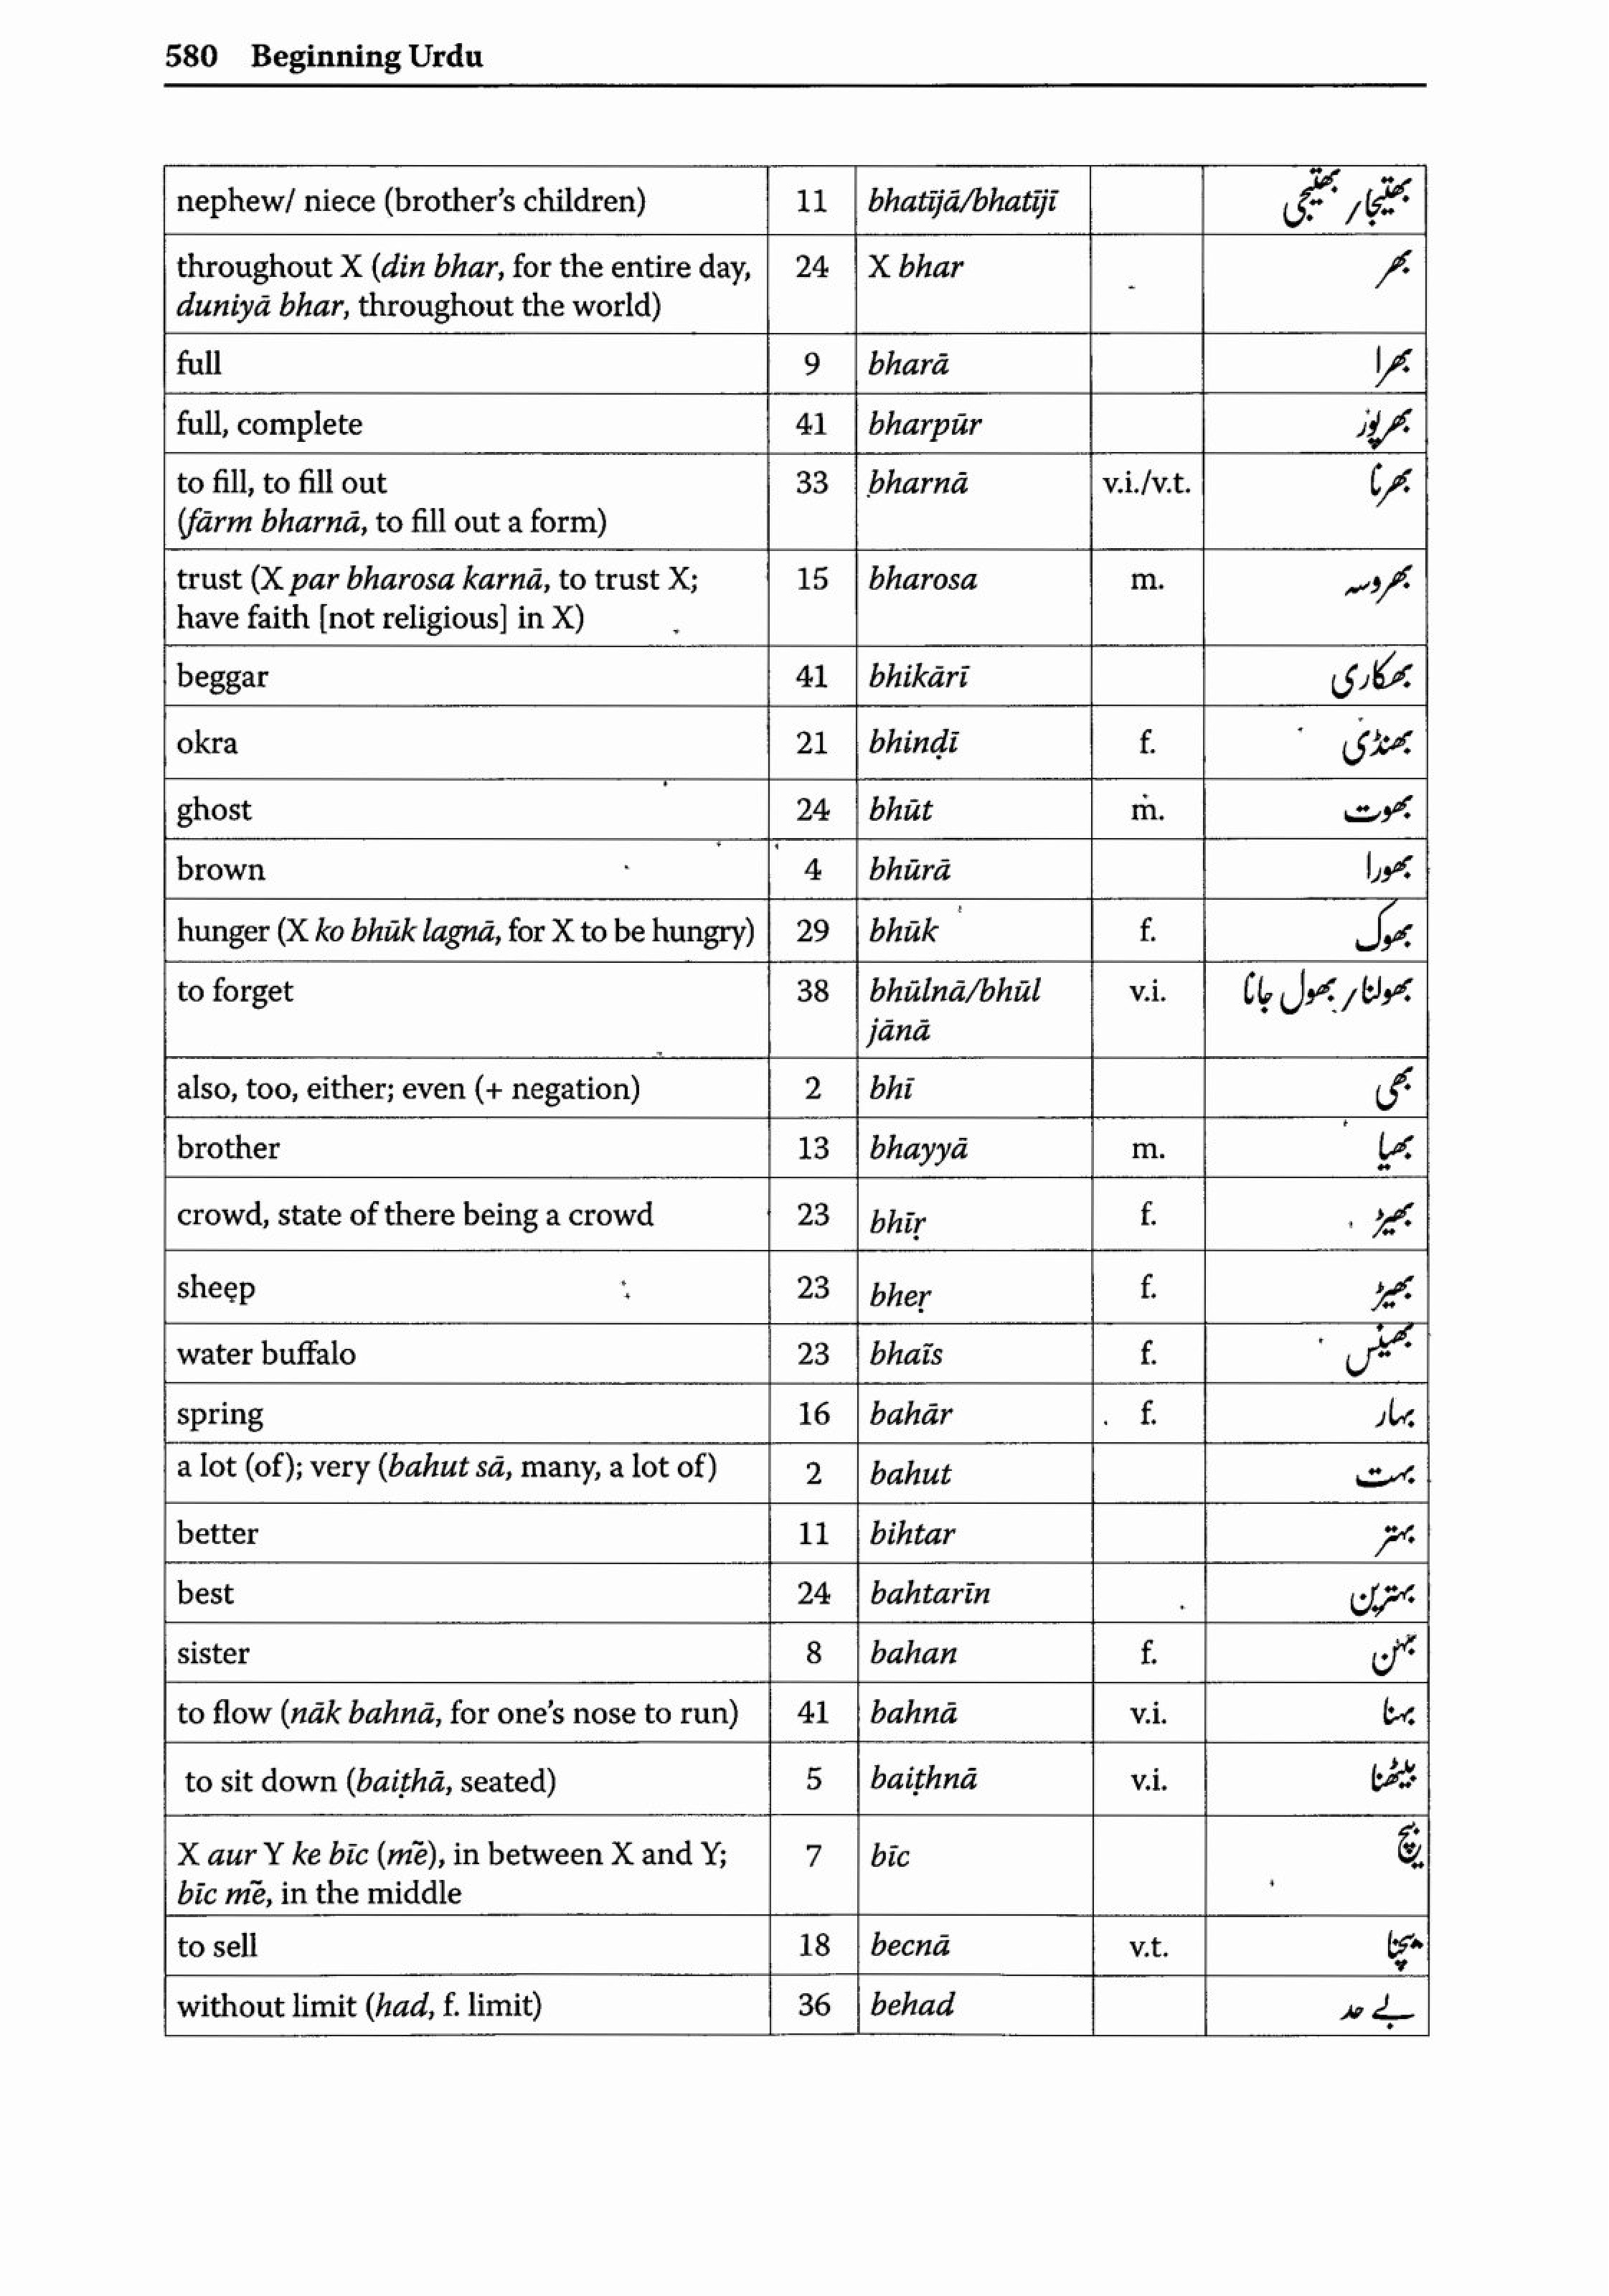 580 Beginning Urdu
nephew/ niece (brother's children) 11 bhatījā/bhatījī بھتیجا/بھتیجی
throughout X (din bhar, for the entire day, 24 X bhar بھر
duniyā bhar, throughout the world)
full 9 bharā بھرا
full, complete 41 bharpūr بھرپوُر
to fill, to fill out 33 bharnā v.i./v.t. بھرنا
(fārm bharnā, to fill out a form)
trust (X par bharosa karnā, to trust X; 15 bharosa m. بھروسہ
have faith [not religious] in X)
beggar 41 bhikārī بھکاری
okra 21 bhinḍī f. بھنڈی
ghost 24 bhūt m. بھوت
brown 4 bhūrā بھورا
hunger (X ko bhūk lagnā, for X to be hungry) 29 bhūk f. بھوک
to forget 38 bhūlnā/bhūl v.i. بھولنا/بھول جانا
jānā
also, too, either; even (+ negation) 2 bhī بھی
brother 13 bhayyā m. بھیا
crowd, state of there being a crowd 23 bhīṛ f. بھیڑ
sheep 23 bheṛ f. بھیڑ
water buffalo 23 bhaĩs f. بھینس
spring 16 bahār f. بہار
a lot (of); very (bahut sā, many, a lot of) 2 bahut بہت
better 11 bihtar بہتر
best 24 bahtarīn بہترین
sister 8 bahan f. بہن
to flow (nāk bahnā, for one's nose to run) 41 bahnā v.i. بہنا
to sit down (baiṭhā, seated) 5 baiṭhnā v.i. بیٹھنا
X aur Y ke bīc (mẽ), in between X and Y; 7 bīc بیچ
bīc mẽ, in the middle
to sell 18 becnā v.t. بیچنا
without limit (had, f. limit) 36 behad بے حد